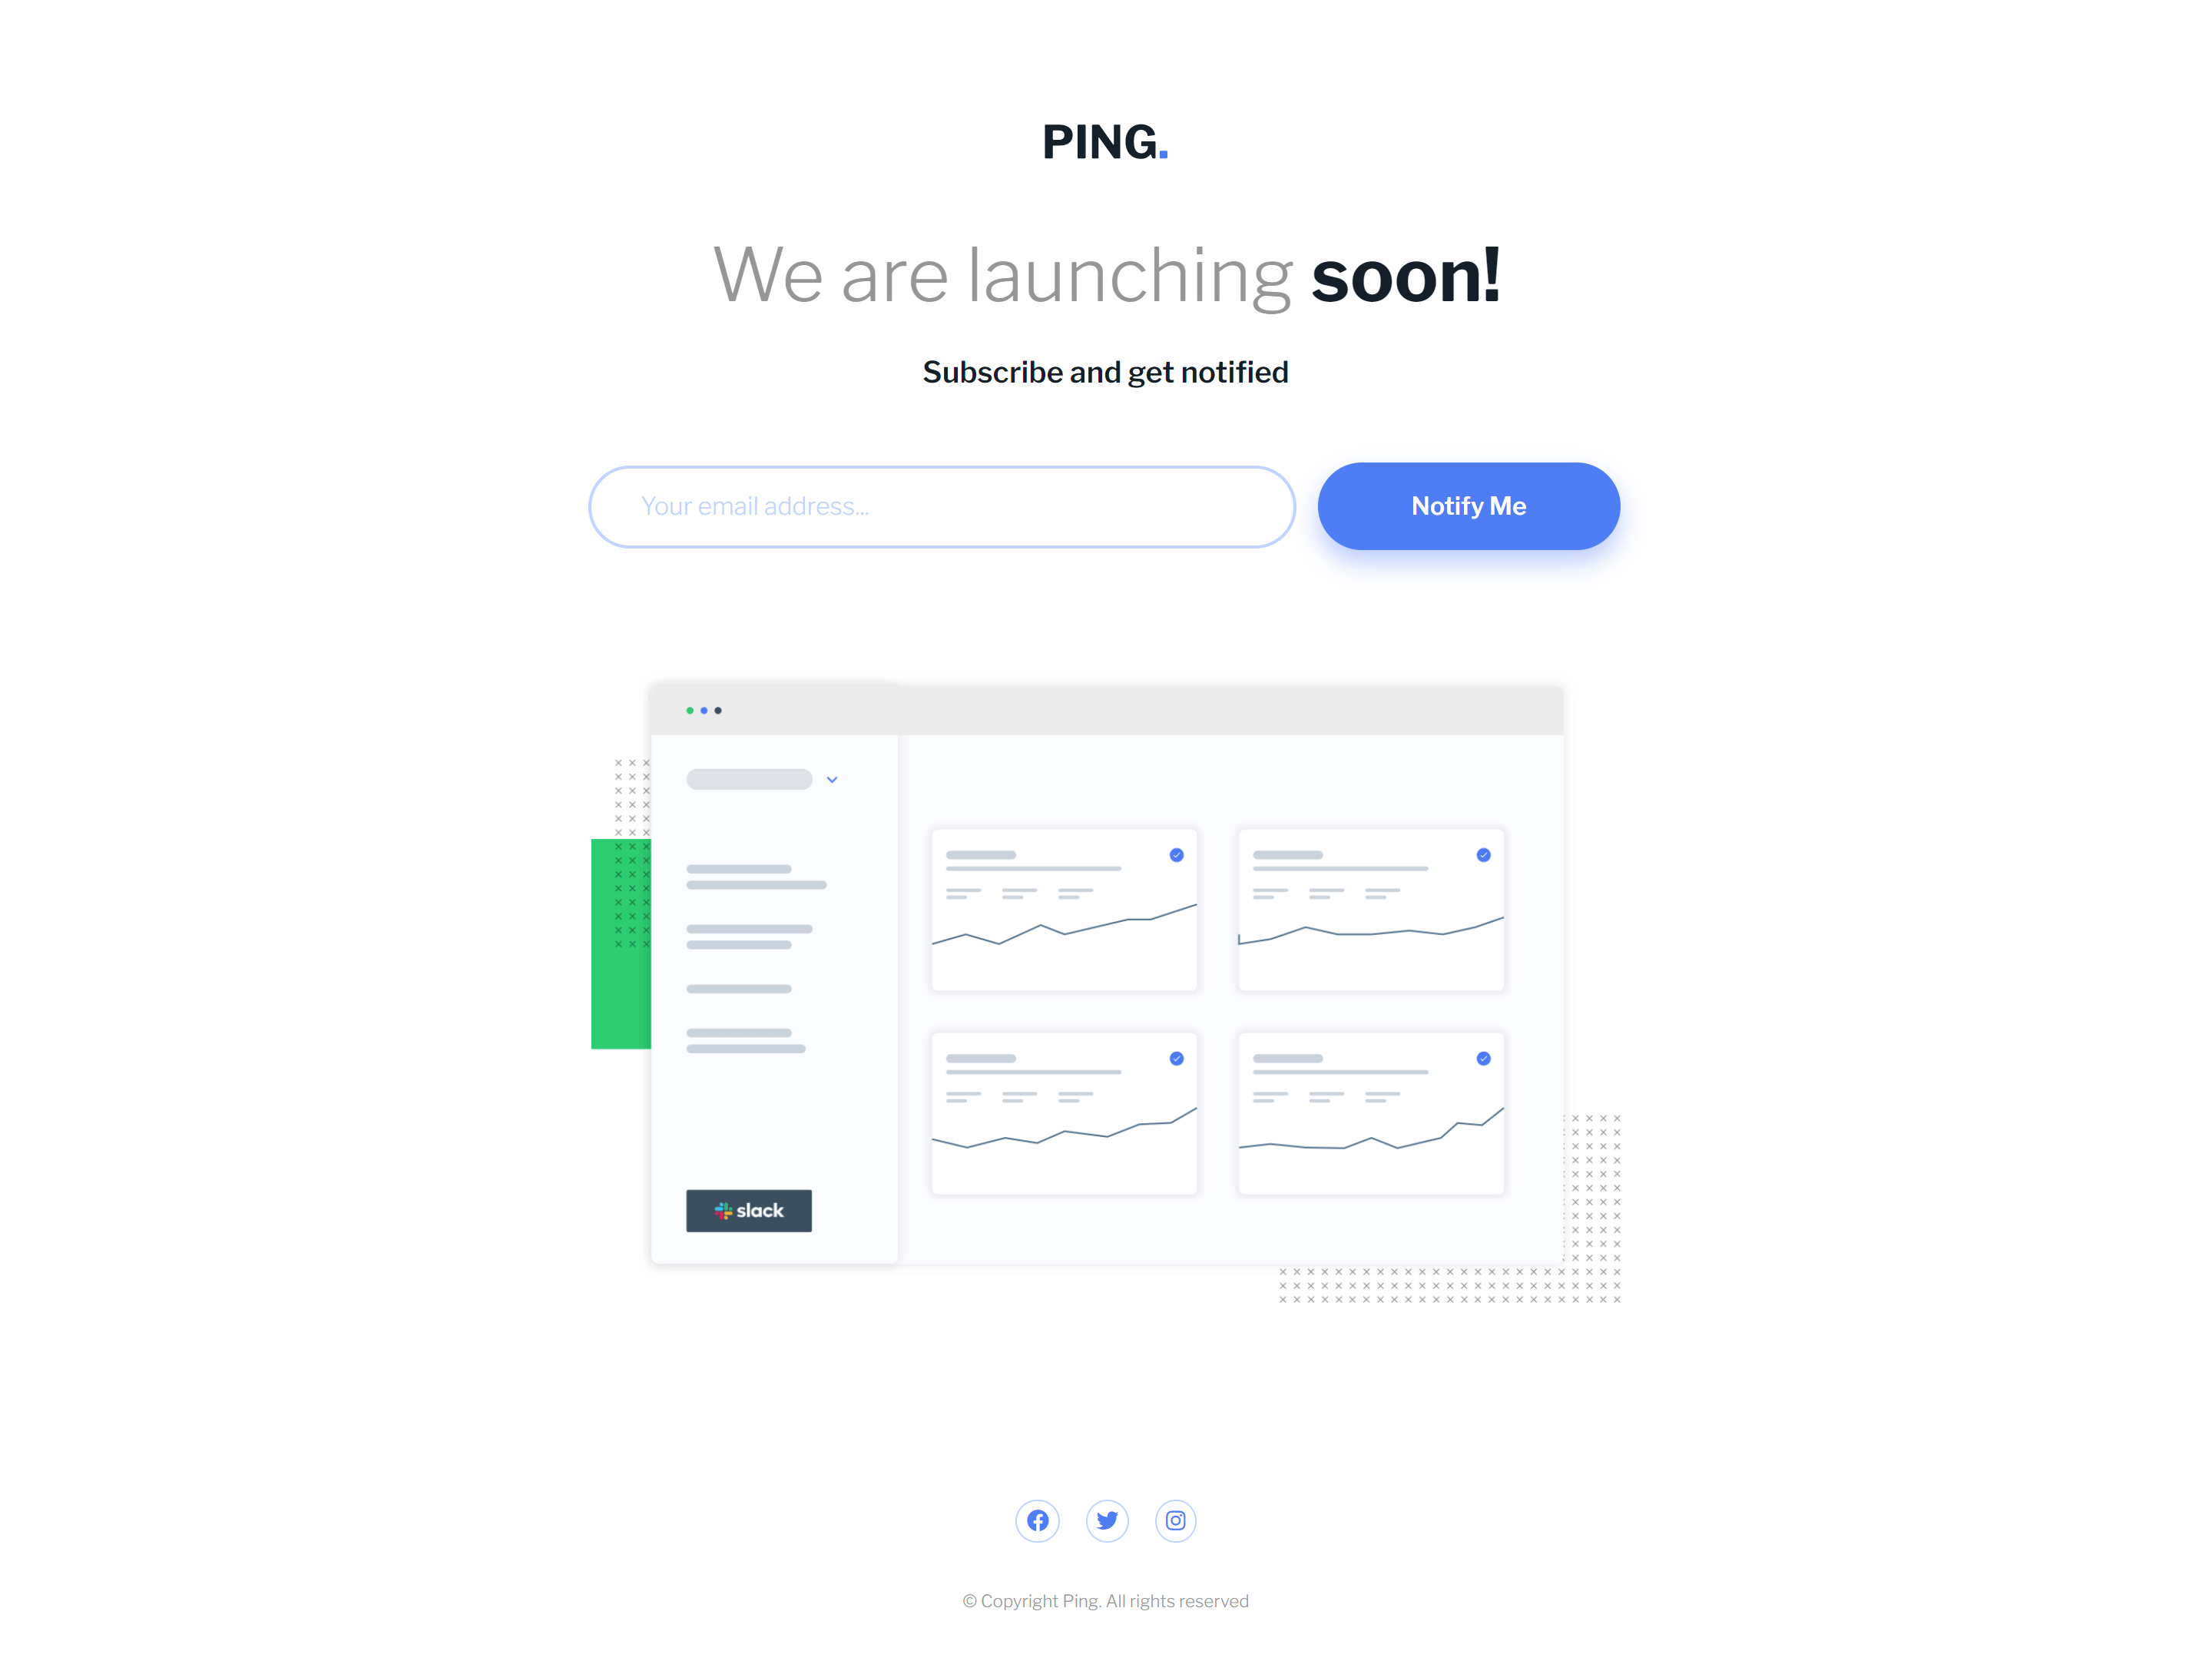 PING.
We are launching soon!
Subscribe and get notified
Your email address...
Notify Me
slack
© Copyright Ping. All rights reserved